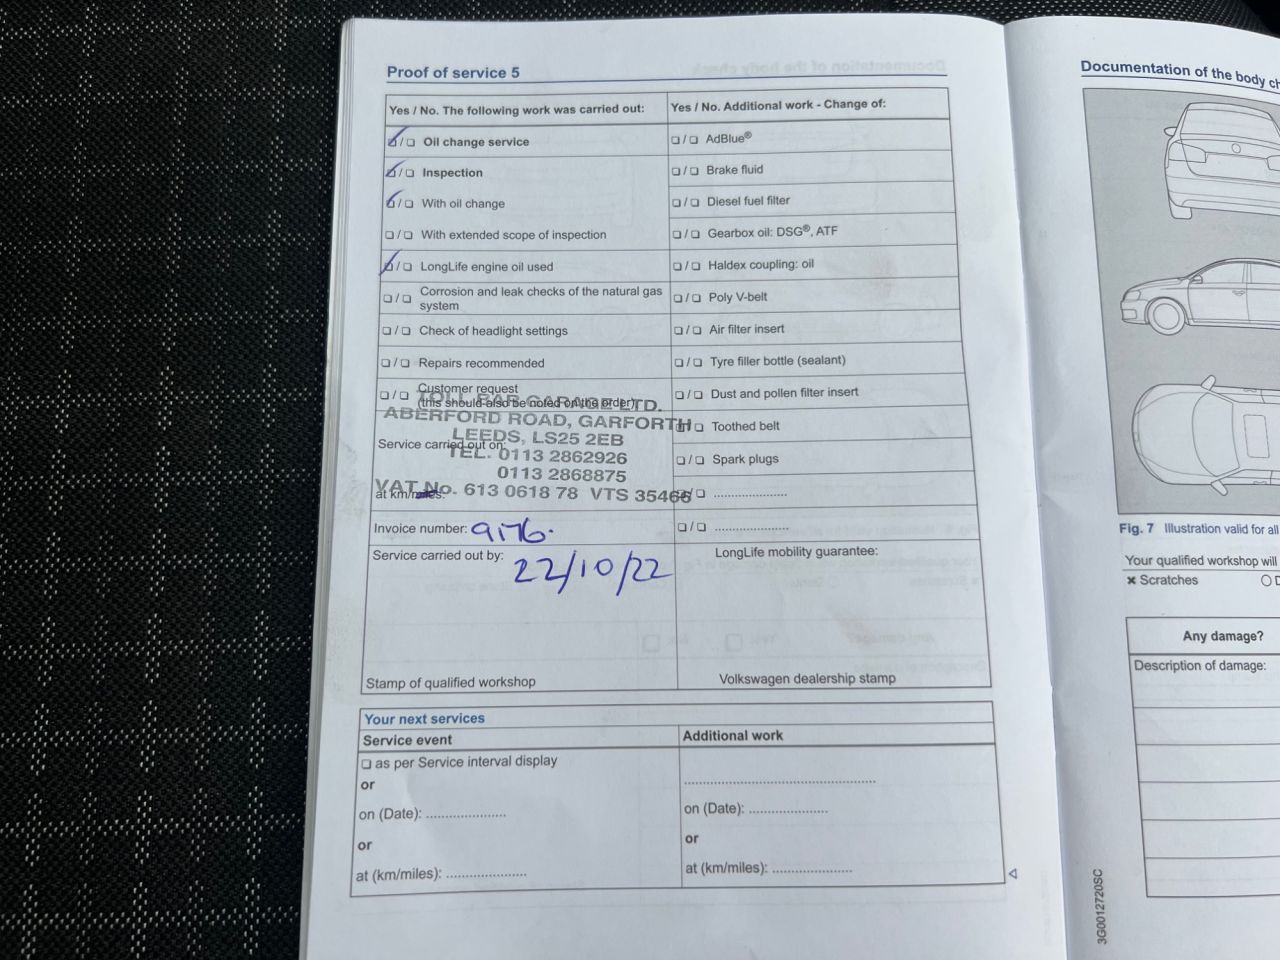 Proof of service 5
Yes / No. The following work was carried out:
☐/☐ Oil change service
☐/☐ Inspection
☐/☐ With oil change
☐/☐ With extended scope of inspection
☐/☐ LongLife engine oil used
☐/☐ Corrosion and leak checks of the natural gas
system
☐/☐ Check of headlight settings
☐/☐ Repairs recommended
☐/☐ Customer request
(this should also be noted on the order)
TOLL BAR GARAGE LTD.
ABERFORD ROAD, GARFORTH
LEEDS, LS25 2EB
Service carried out on:
TEL. 0113 2862926
0113 2868875
VAT No. 613 0618 78 VTS 35466
at km/miles:
Invoice number: 9176.
Service carried out by:
22/10/22
Stamp of qualified workshop
Yes / No. Additional work - Change of:
☐/☐ AdBlue®
☐/☐ Brake fluid
☐/☐ Diesel fuel filter
☐/☐ Gearbox oil: DSG®, ATF
☐/☐ Haldex coupling: oil
☐/☐ Poly V-belt
☐/☐ Air filter insert
☐/☐ Tyre filler bottle (sealant)
☐/☐ Dust and pollen filter insert
☐/☐ Toothed belt
☐/☐ Spark plugs
☐/☐ ......................
☐/☐ ......................
LongLife mobility guarantee:
Volkswagen dealership stamp
Your next services
Service event
☐ as per Service interval display
or
on (Date): ......................
or
at (km/miles): ......................
Additional work
......................................................
on (Date): ......................
or
at (km/miles): ......................
Documentation of the body
Fig. 7 Illustration valid for all
Your qualified workshop will
× Scratches
Any damage?
Description of damage:
3G0012720SC